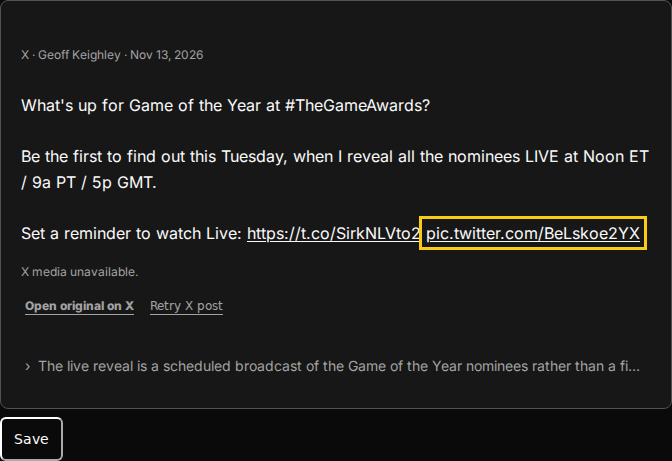 X · Geoff Keighley · Nov 13, 2026
What's up for Game of the Year at #TheGameAwards?
Be the first to find out this Tuesday, when I reveal all the nominees LIVE at Noon ET
/ 9a PT / 5p GMT.
Set a reminder to watch Live: https://t.co/SirkNLVto2 pic.twitter.com/BeLskoe2YX
X media unavailable.
Open original on X Retry X post
› The live reveal is a scheduled broadcast of the Game of the Year nominees rather than a fi...
Save